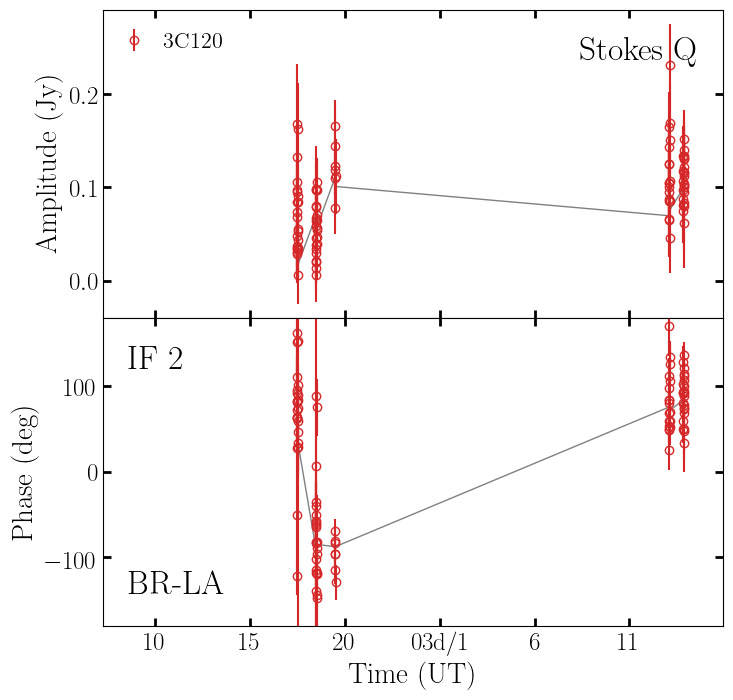 3C120
Stokes Q
Amplitude (Jy)
0.2
0.1
0.0
IF 2
Phase (deg)
100
0
−100
BR-LA
10 15 20 03d/1 6 11
Time (UT)